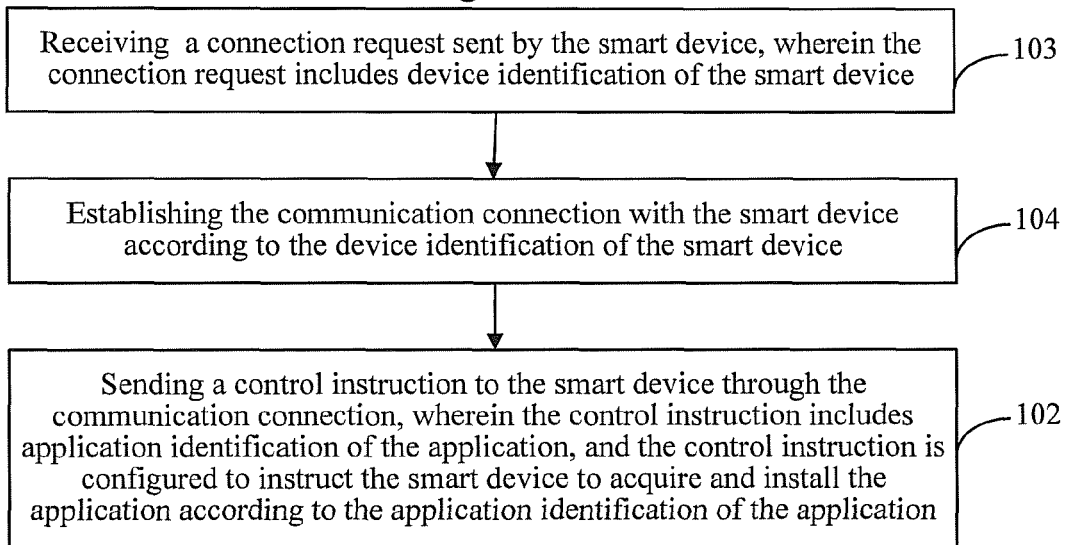 Receiving a connection request sent by the smart device, wherein the
connection request includes device identification of the smart device
103
Establishing the communication connection with the smart device
according to the device identification of the smart device
104
Sending a control instruction to the smart device through the
communication connection, wherein the control instruction includes
application identification of the application, and the control instruction is
configured to instruct the smart device to acquire and install the
application according to the application identification of the application
102